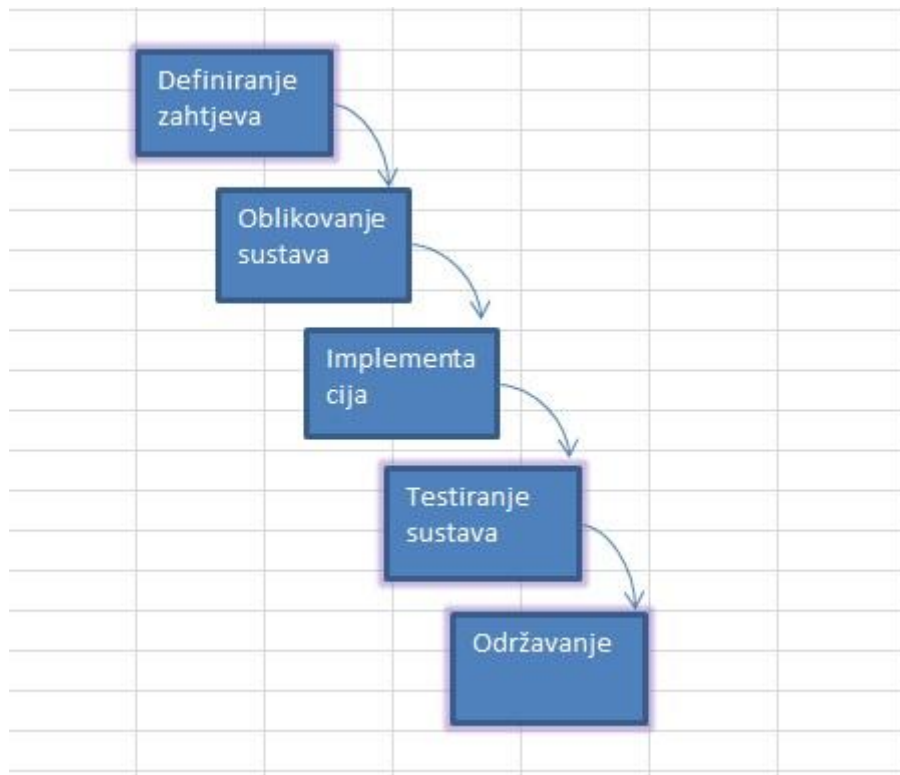 Definiranje
zahtjeva
Oblikovanje
sustava
Implementa
cija
Testiranje
sustava
Održavanje